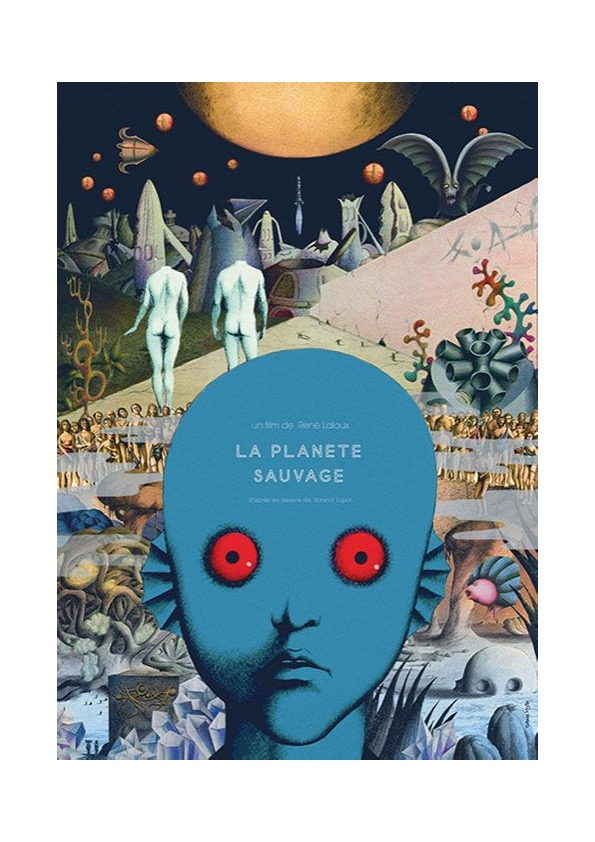 un film de René Laloux
LA PLANETE
SAUVAGE
d'après les dessins de Roland Topor